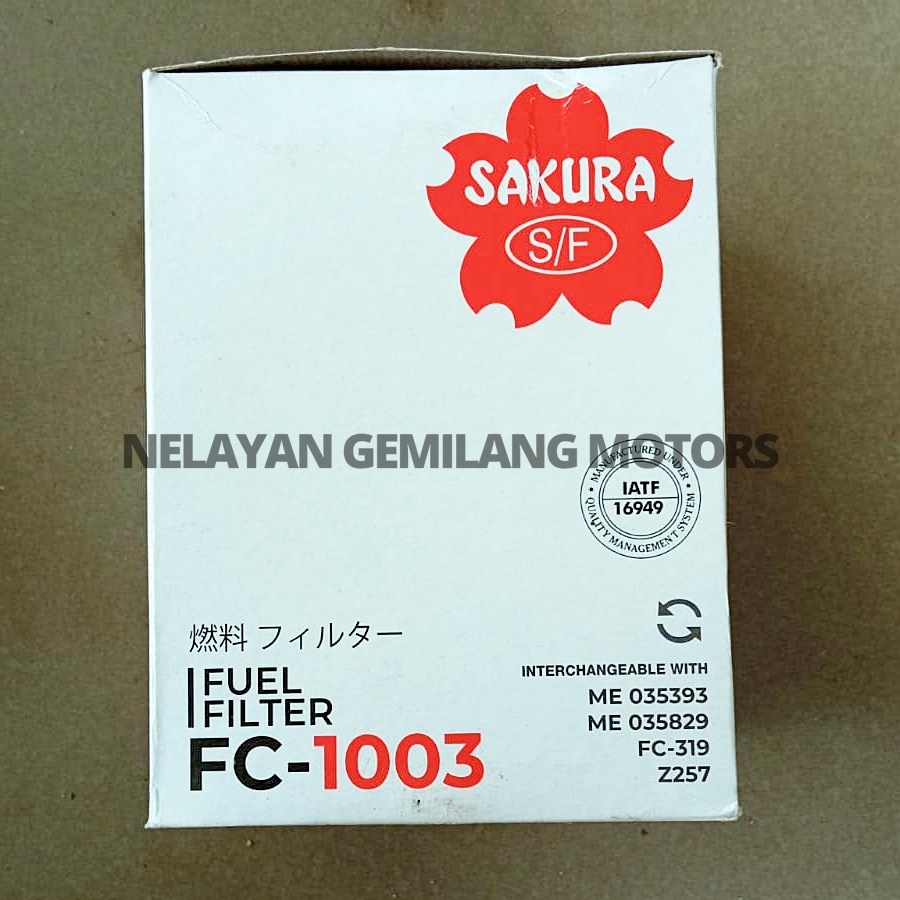 SAKURA
S/F
NELAYAN GEMILANG MOTORS
MANUFACTURED UNDER
IATF
16949
QUALITY MANAGEMENT SYSTEM
燃料 フィルター
FUEL
FILTER
FC-1003
INTERCHANGEABLE WITH
ME 035393
ME 035829
FC-319
Z257